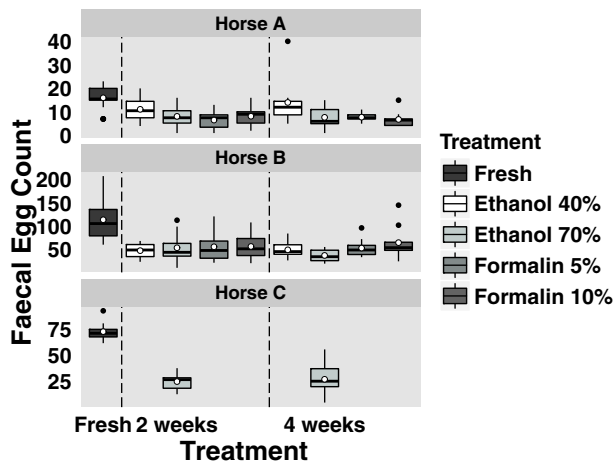 Horse A
40
30
20
10
0
Horse B
200
150
100
50
Horse C
75
50
25
Faecal Egg Count
Fresh 2 weeks 4 weeks
Treatment
Treatment
Fresh
Ethanol 40%
Ethanol 70%
Formalin 5%
Formalin 10%